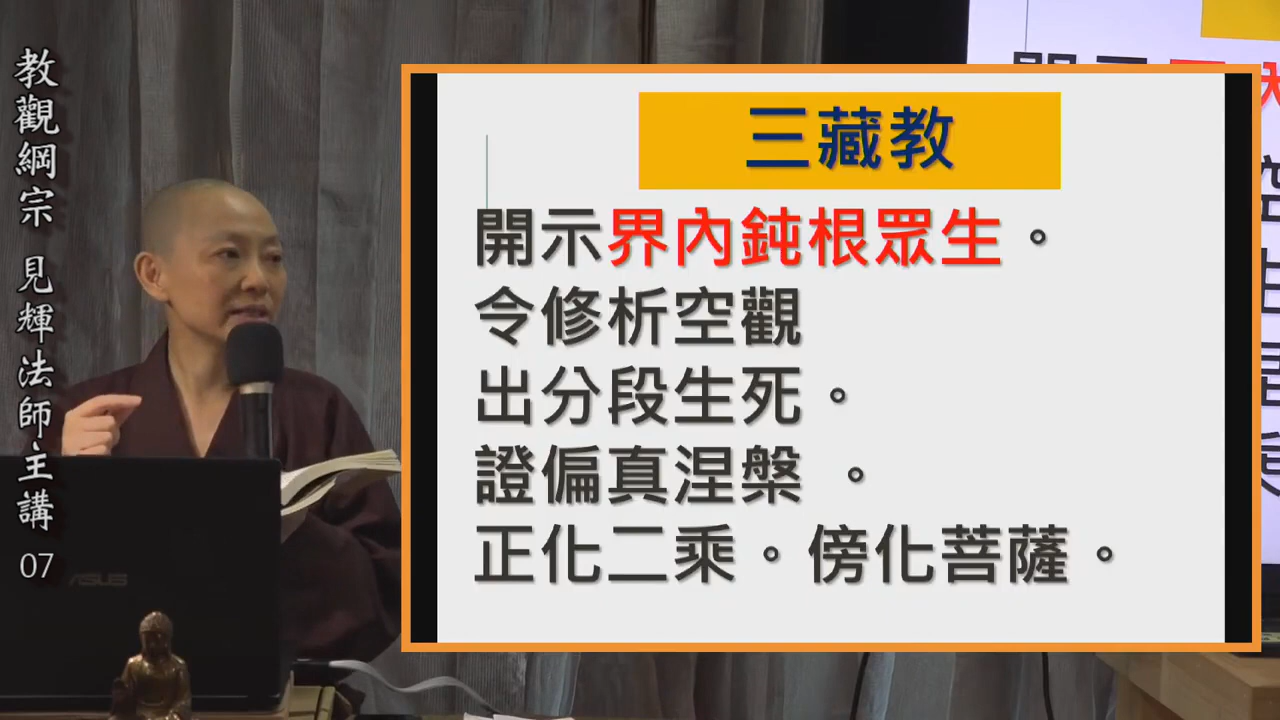 教觀綱宗 見輝法師主講 07
三藏教
開示界內鈍根眾生。
令修析空觀
出分段生死。
證偏真涅槃 。
正化二乘。傍化菩薩。
ASUS